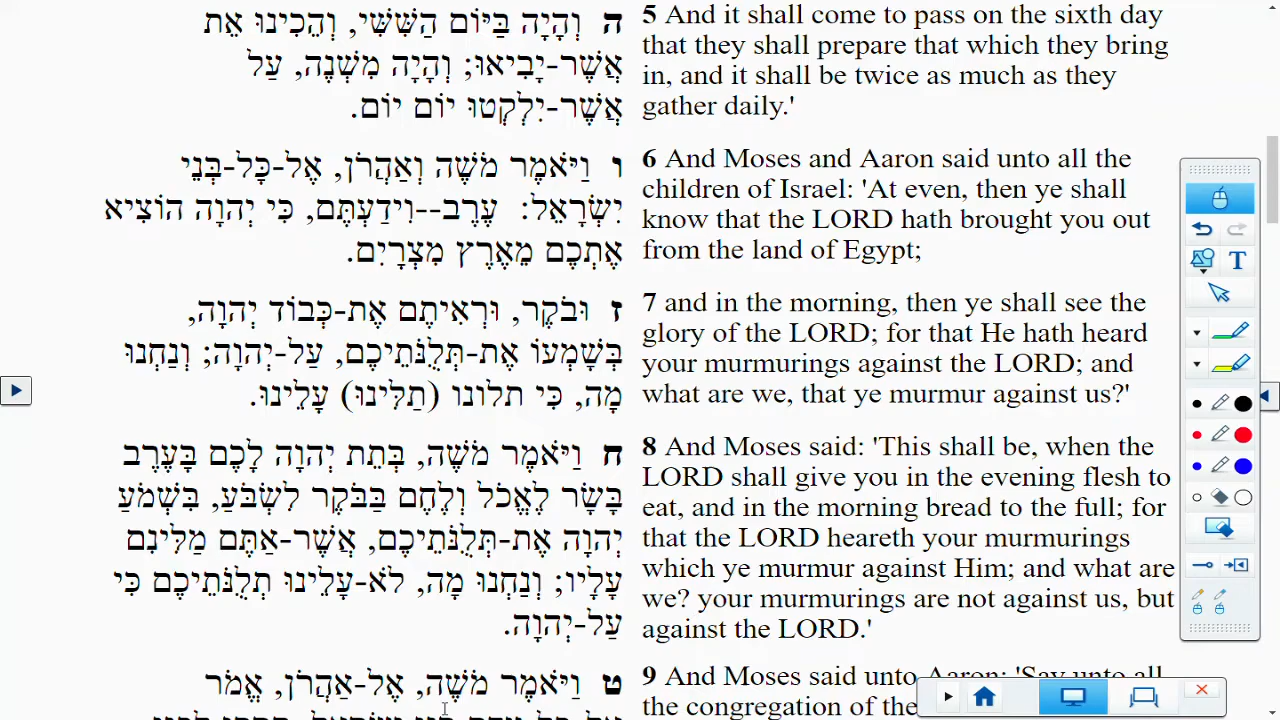 ה וְהָיָה בַּיּוֹם הַשִּׁשִּׁי, וְהֵכִינוּ אֵת
אֲשֶׁר-יָבִיאוּ; וְהָיָה מִשְׁנֶה, עַל
אֲשֶׁר-יִלְקְטוּ יוֹם יוֹם.
ו וַיֹּאמֶר מֹשֶׁה וְאַהֲרֹן, אֶל-כָּל-בְּנֵי
יִשְׂרָאֵל: עֶרֶב--וִידַעְתֶּם, כִּי יְהוָה הוֹצִיא
אֶתְכֶם מֵאֶרֶץ מִצְרָיִם.
ז וּבֹקֶר, וּרְאִיתֶם אֶת-כְּבוֹד יְהוָה,
בְּשָׁמְעוֹ אֶת-תְּלֻנֹּתֵיכֶם, עַל-יְהוָה; וְנַחְנוּ
מָה, כִּי תלונו (תַלִּינוּ) עָלֵינוּ.
ח וַיֹּאמֶר מֹשֶׁה, בְּתֵת יְהוָה לָכֶם בָּעֶרֶב
בָּשָׂר לֶאֱכֹל וְלֶחֶם בַּבֹּקֶר לִשְׂבֹּעַ, בִּשְׁמֹעַ
יְהוָה אֶת-תְּלֻנֹּתֵיכֶם, אֲשֶׁר-אַתֶּם מַלִּינִם
עָלָיו; וְנַחְנוּ מָה, לֹא-עָלֵינוּ תְלֻנֹּתֵיכֶם כִּי
עַל-יְהוָה.
ט וַיֹּאמֶר מֹשֶׁה, אֶל-אַהֲרֹן, אֱמֹר
5 And it shall come to pass on the sixth day
that they shall prepare that which they bring
in, and it shall be twice as much as they
gather daily.'
6 And Moses and Aaron said unto all the
children of Israel: 'At even, then ye shall
know that the LORD hath brought you out
from the land of Egypt;
7 and in the morning, then ye shall see the
glory of the LORD; for that He hath heard
your murmurings against the LORD; and
what are we, that ye murmur against us?'
8 And Moses said: 'This shall be, when the
LORD shall give you in the evening flesh to
eat, and in the morning bread to the full; for
that the LORD heareth your murmurings
which ye murmur against Him; and what are
we? your murmurings are not against us, but
against the LORD.'
9 And Moses said unto Aaron: 'Say unto all
the congregation of the
T